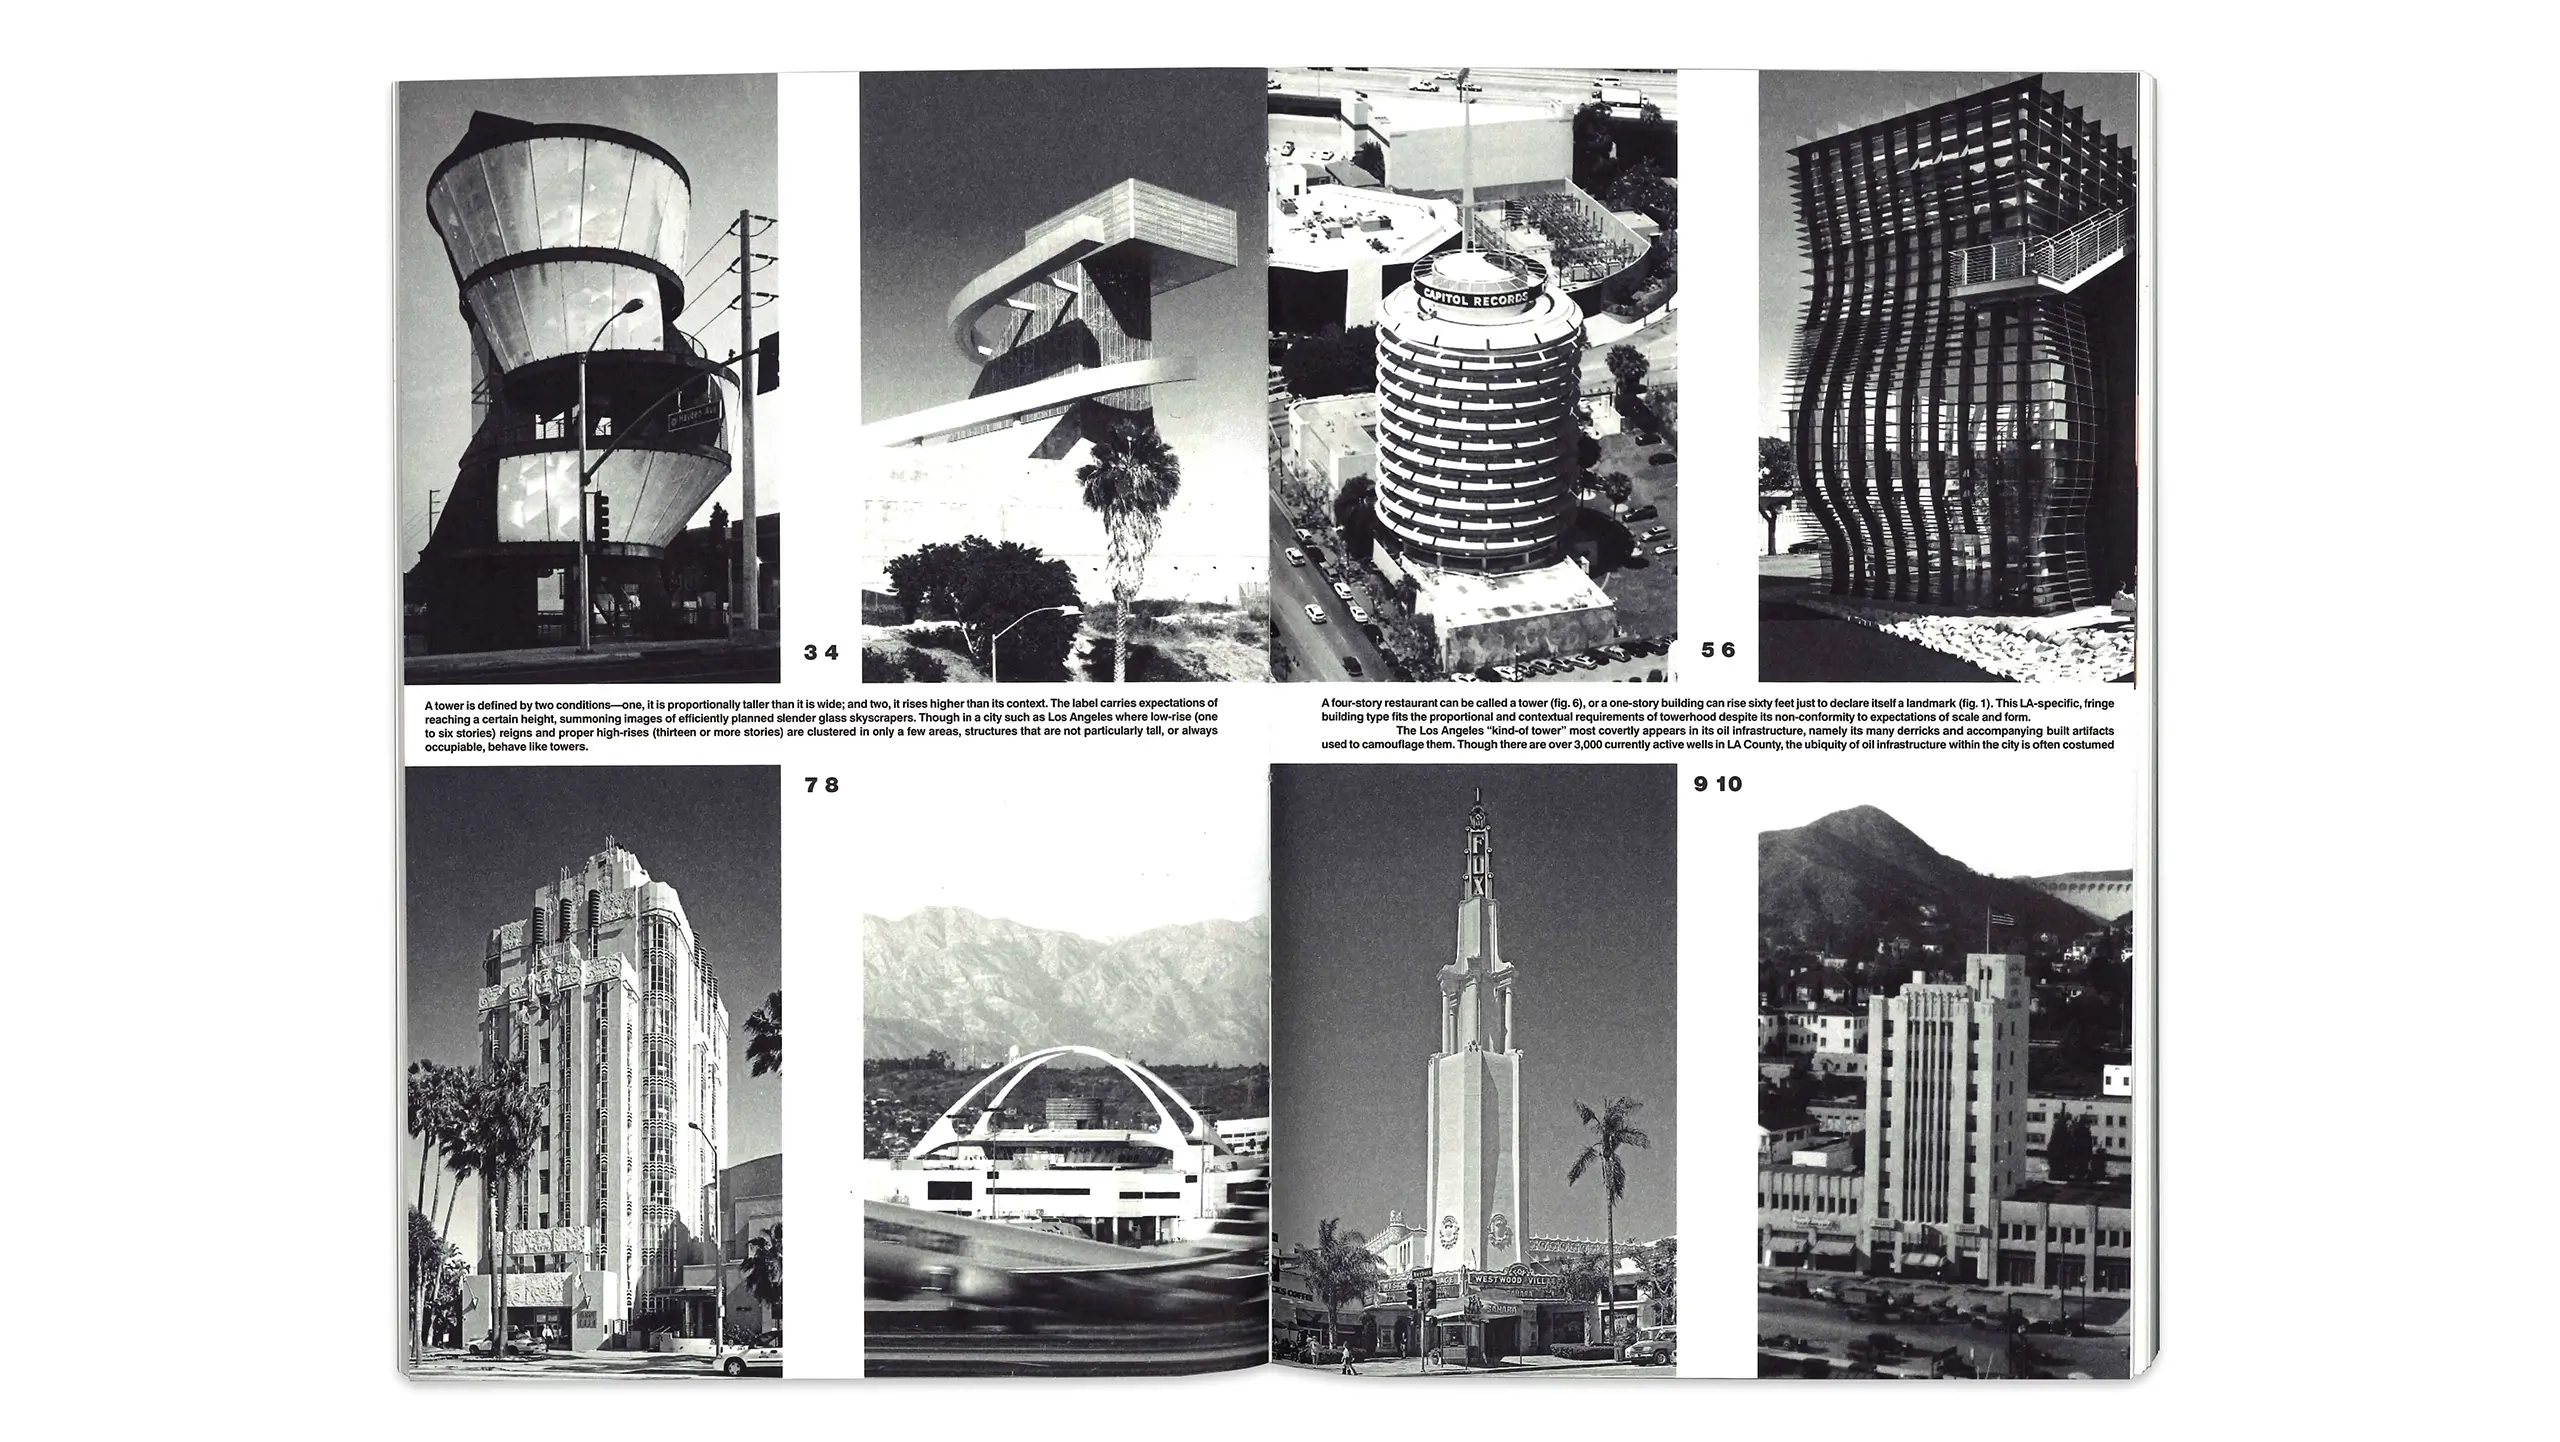 Hayden Ave
CAPITOL RECORDS
3 4
5 6
A tower is defined by two conditions—one, it is proportionally taller than it is wide; and two, it rises higher than its context. The label carries expectations of
reaching a certain height, summoning images of efficiently planned slender glass skyscrapers. Though in a city such as Los Angeles where low-rise (one
to six stories) reigns and proper high-rises (thirteen or more stories) are clustered in only a few areas, structures that are not particularly tall, or always
occupiable, behave like towers.
A four-story restaurant can be called a tower (fig. 6), or a one-story building can rise sixty feet just to declare itself a landmark (fig. 1). This LA-specific, fringe
building type fits the proportional and contextual requirements of towerhood despite its non-conformity to expectations of scale and form.
The Los Angeles “kind-of tower” most covertly appears in its oil infrastructure, namely its many derricks and accompanying built artifacts
used to camouflage them. Though there are over 3,000 currently active wells in LA County, the ubiquity of oil infrastructure within the city is often costumed
7 8
9 10
FOX
WESTWOOD VILL
SAHARA
SAHARA
COFFEE